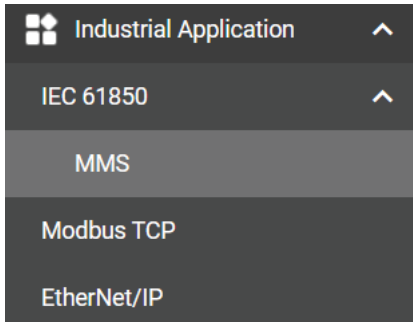 Industrial Application
IEC 61850
MMS
Modbus TCP
EtherNet/IP